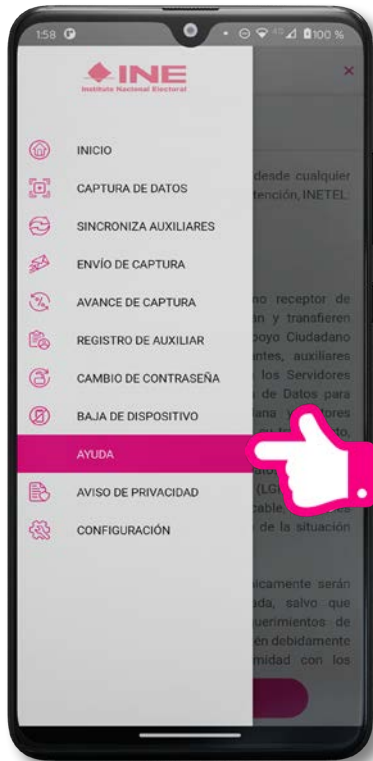 1:58
4G
100 %
INE
Instituto Nacional Electoral
×
INICIO
desde cualquier
CAPTURA DE DATOS
tención, INETEL:
SINCRONIZA AUXILIARES
ENVÍO DE CAPTURA
AVANCE DE CAPTURA
no receptor de
an y transfieren
REGISTRO DE AUXILIAR
poyo Ciudadano
antes, auxiliares
CAMBIO DE CONTRASEÑA
los Servidores
de Datos para
BAJA DE DISPOSITIVO
AYUDA
AVISO DE PRIVACIDAD
CONFIGURACIÓN
de la situación
nicamente serán
ada, salvo que
uerimientos de
én debidamente
midad con los